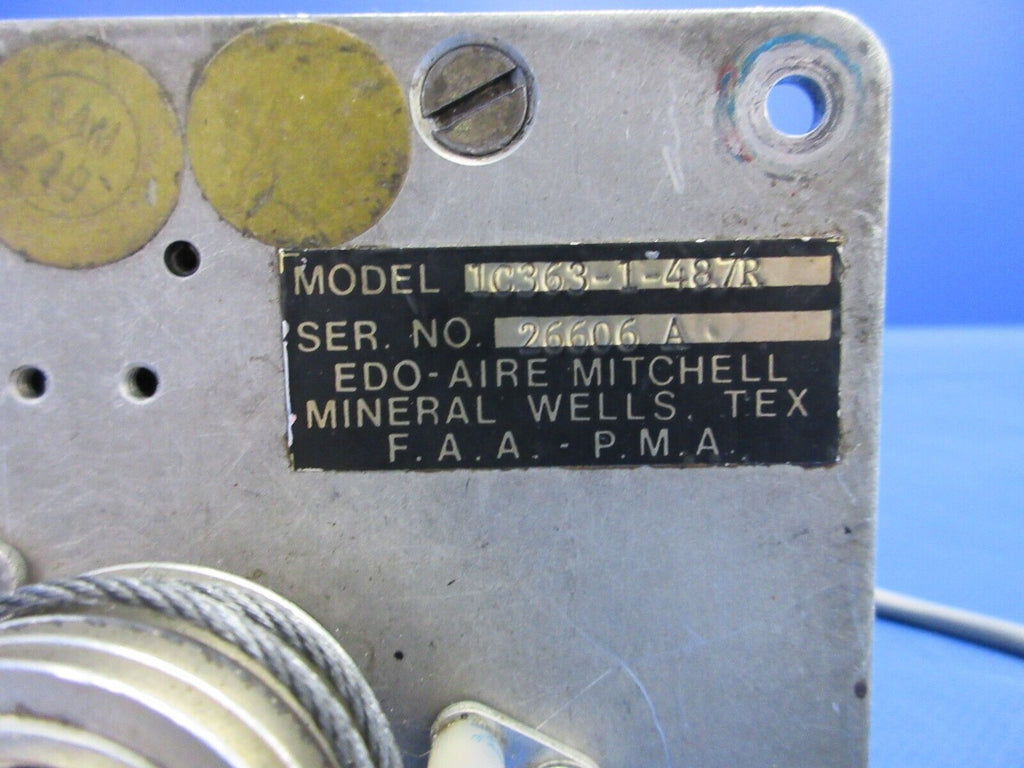 MODEL 1C363-1-487R
SER. NO. 26606 A
EDO-AIRE MITCHELL
MINERAL WELLS, TEX
F.A.A. - P.M.A.